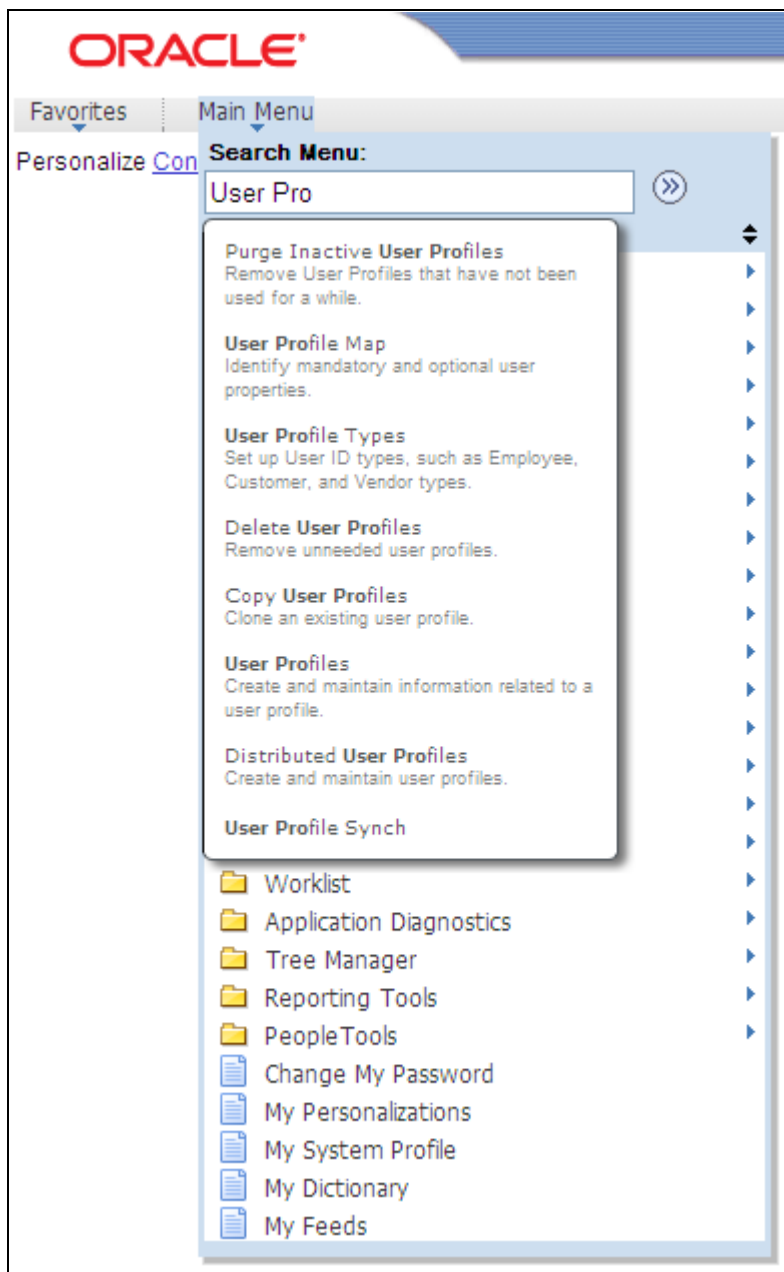 ORACLE
Favorites Main Menu
Personalize Con
Search Menu:
User Pro
Purge Inactive User Profiles
Remove User Profiles that have not been
used for a while.
User Profile Map
Identify mandatory and optional user
properties.
User Profile Types
Set up User ID types, such as Employee,
Customer, and Vendor types.
Delete User Profiles
Remove unneeded user profiles.
Copy User Profiles
Clone an existing user profile.
User Profiles
Create and maintain information related to a
user profile.
Distributed User Profiles
Create and maintain user profiles.
User Profile Synch
Worklist
Application Diagnostics
Tree Manager
Reporting Tools
PeopleTools
Change My Password
My Personalizations
My System Profile
My Dictionary
My Feeds